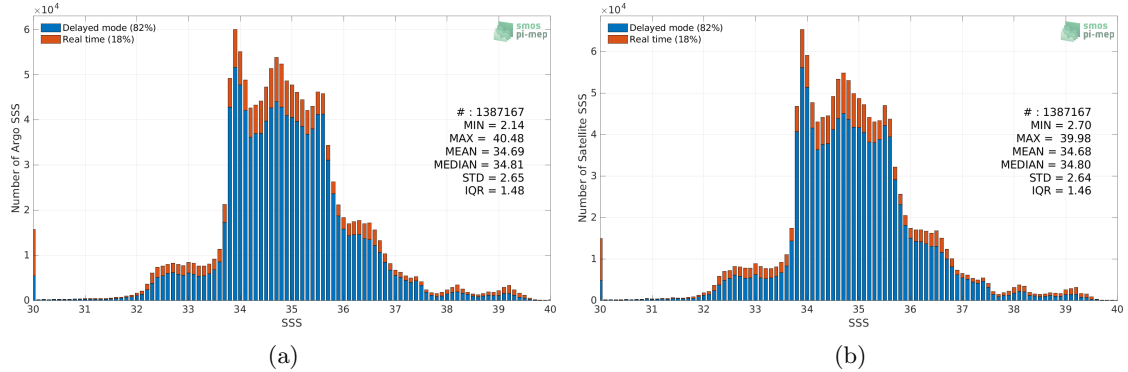 ×10^4
Delayed mode (82%)
Real time (18%)
smos
pi-mep
# : 1387167
MIN = 2.14
MAX = 40.48
MEAN = 34.69
MEDIAN = 34.81
STD = 2.65
IQR = 1.48
Number of Argo SSS
6
5
4
3
2
1
0
30 31 32 33 34 35 36 37 38 39 40
SSS
(a)
×10^4
Delayed mode (82%)
Real time (18%)
smos
pi-mep
# : 1387167
MIN = 2.70
MAX = 39.98
MEAN = 34.68
MEDIAN = 34.80
STD = 2.64
IQR = 1.46
Number of Satellite SSS
6
5
4
3
2
1
0
30 31 32 33 34 35 36 37 38 39 40
SSS
(b)